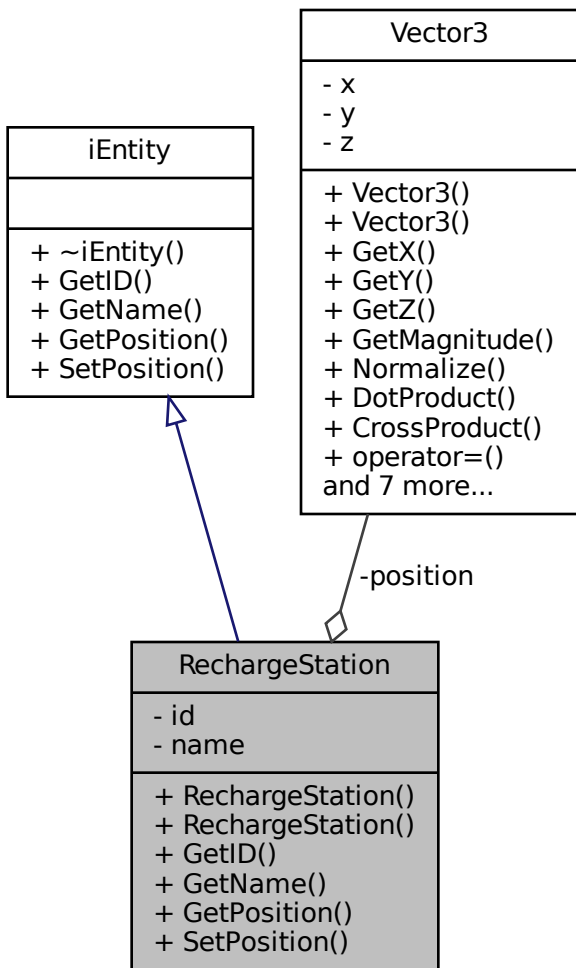 Vector3
- x
- y
- z
+ Vector3()
+ Vector3()
+ GetX()
+ GetY()
+ GetZ()
+ GetMagnitude()
+ Normalize()
+ DotProduct()
+ CrossProduct()
+ operator=()
and 7 more...
iEntity
+ ~iEntity()
+ GetID()
+ GetName()
+ GetPosition()
+ SetPosition()
-position
RechargeStation
- id
- name
+ RechargeStation()
+ RechargeStation()
+ GetID()
+ GetName()
+ GetPosition()
+ SetPosition()